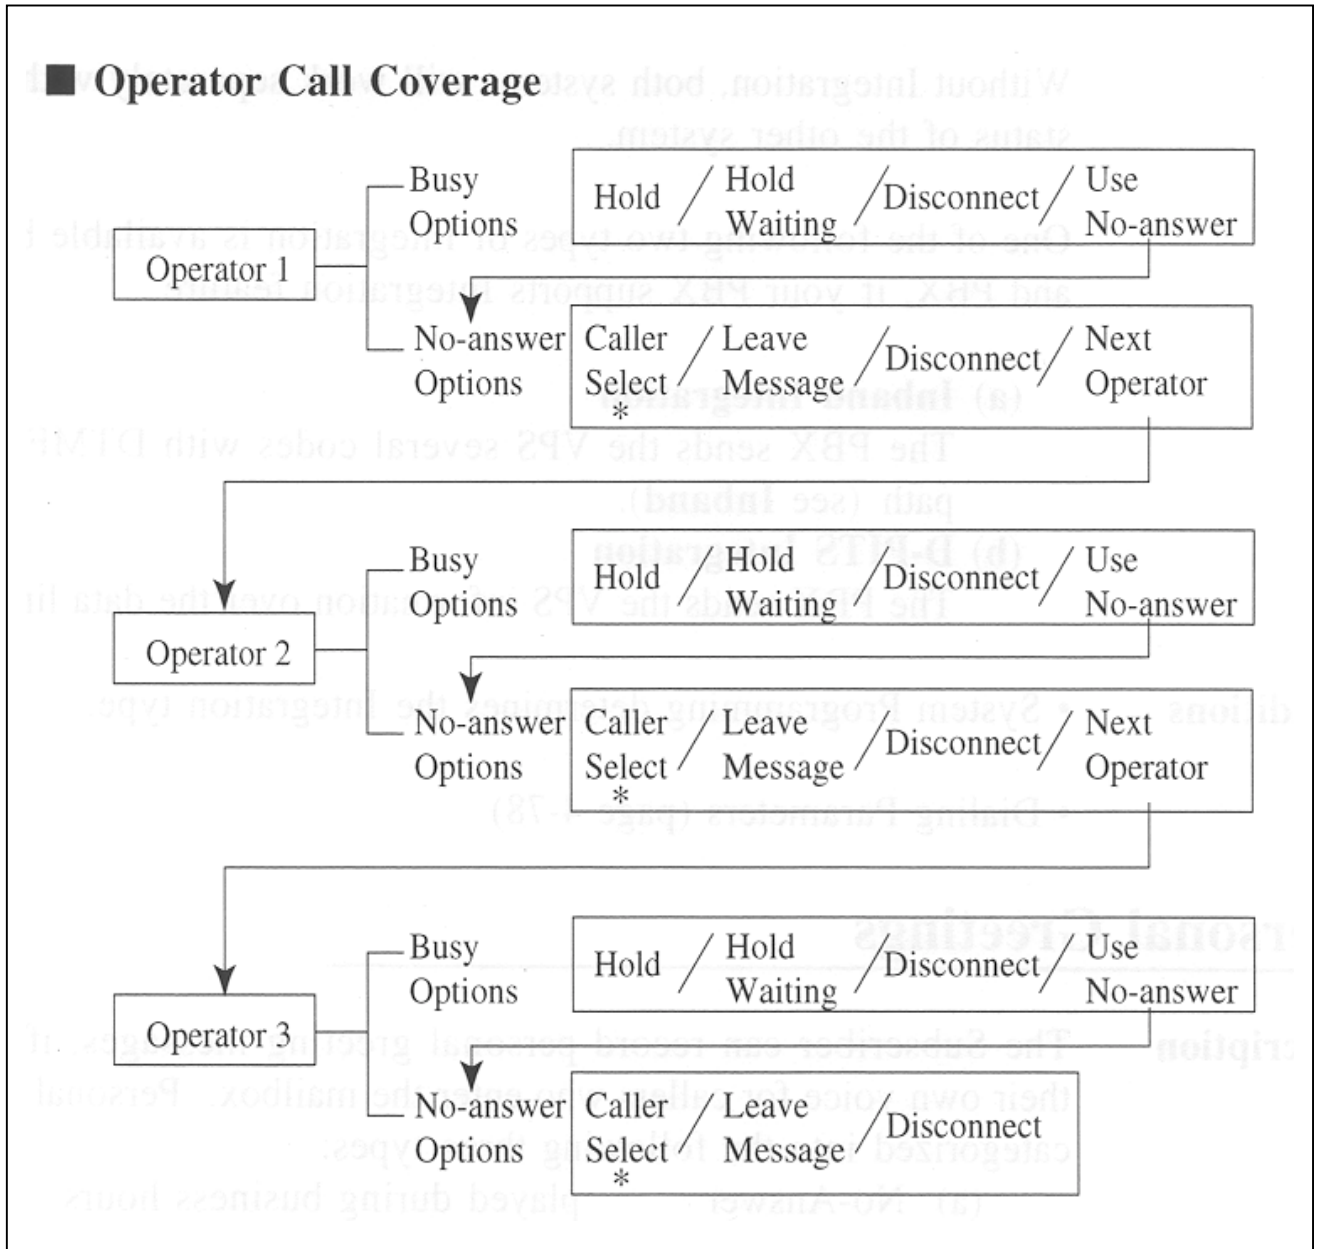 ■ Operator Call Coverage
Busy Options
Hold / Hold Waiting / Disconnect / Use No-answer
Operator 1
No-answer Options
Caller Select * / Leave Message / Disconnect / Next Operator
Busy Options
Hold / Hold Waiting / Disconnect / Use No-answer
Operator 2
No-answer Options
Caller Select * / Leave Message / Disconnect / Next Operator
Busy Options
Hold / Hold Waiting / Disconnect / Use No-answer
Operator 3
No-answer Options
Caller Select * / Leave Message / Disconnect